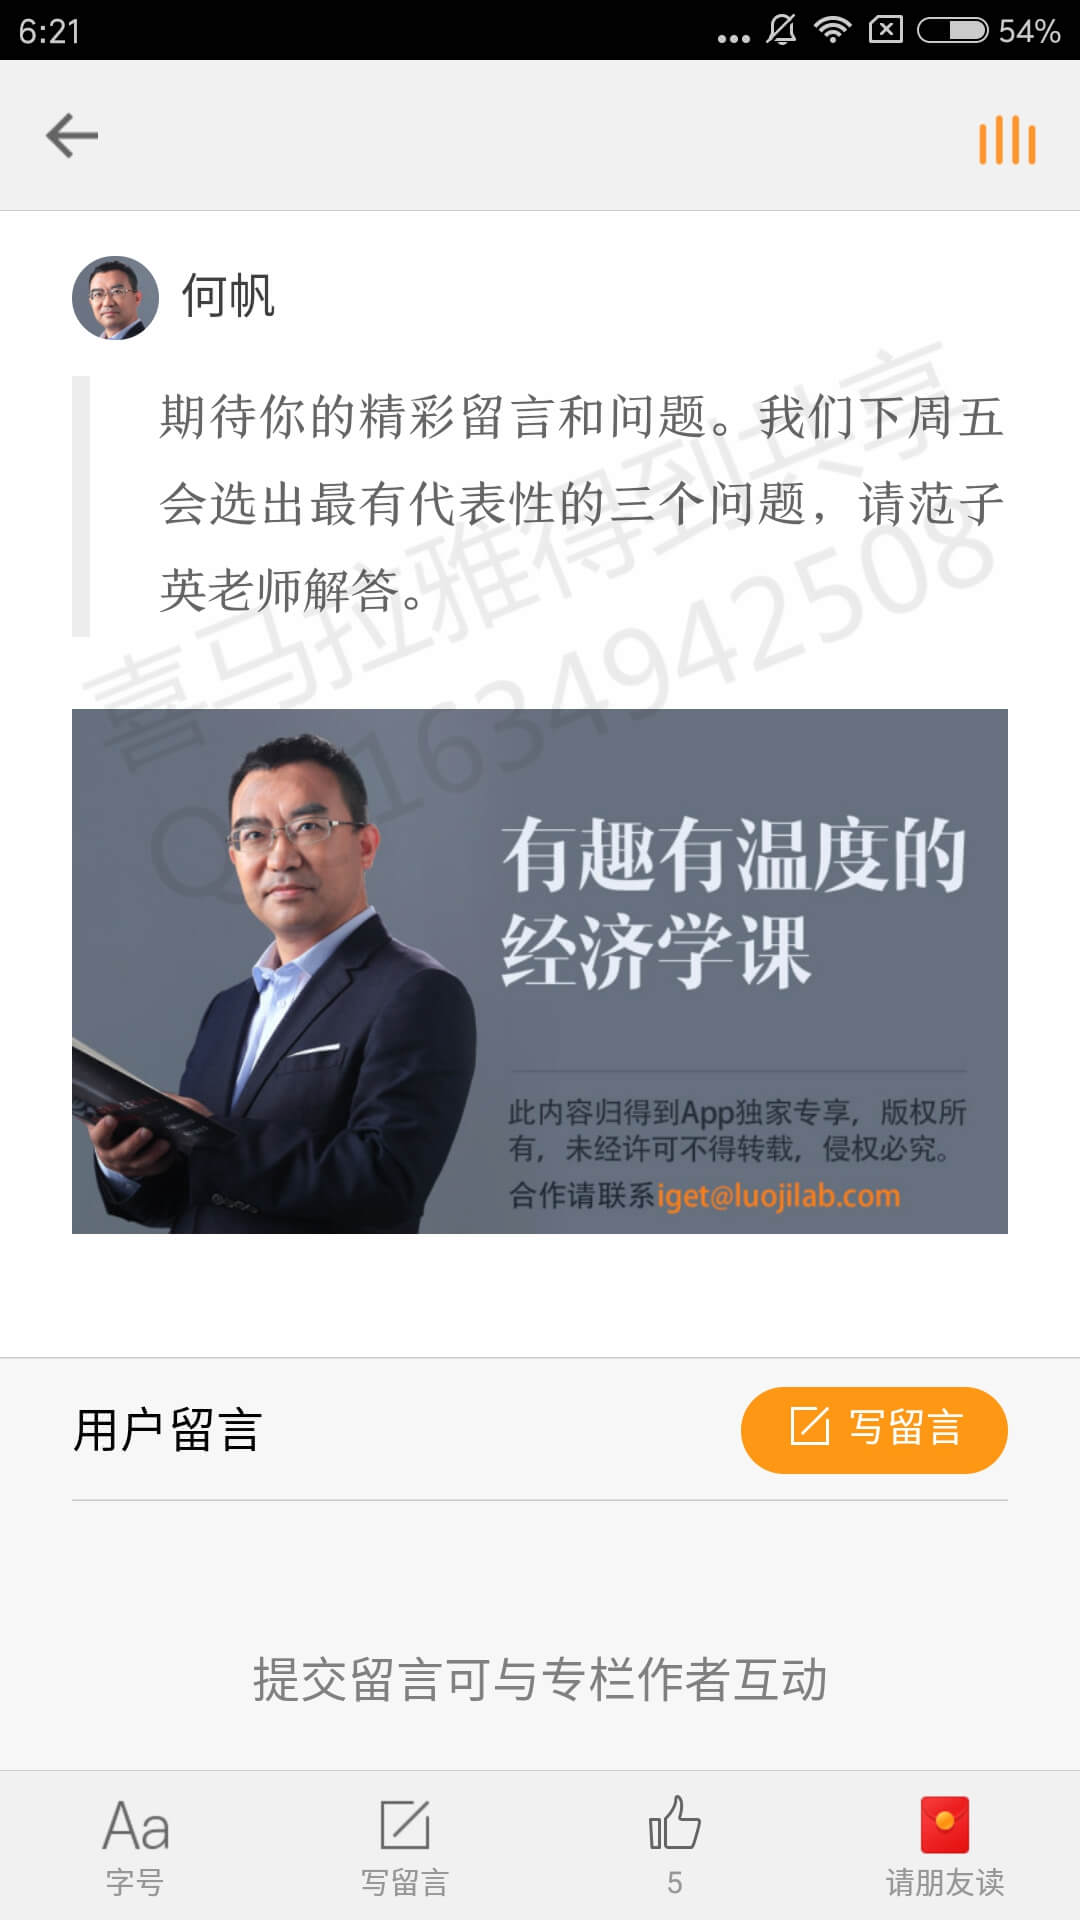 6:21
54%
何帆
期待你的精彩留言和问题。我们下周五
会选出最有代表性的三个问题，请范子
英老师解答。
喜马拉雅得到共享
Q 1634942508
有趣有温度的
经济学课
此内容归得到App独家专享，版权所
有，未经许可不得转载，侵权必究。
合作请联系iget@luojilab.com
用户留言
写留言
提交留言可与专栏作者互动
Aa
字号
写留言
5
请朋友读